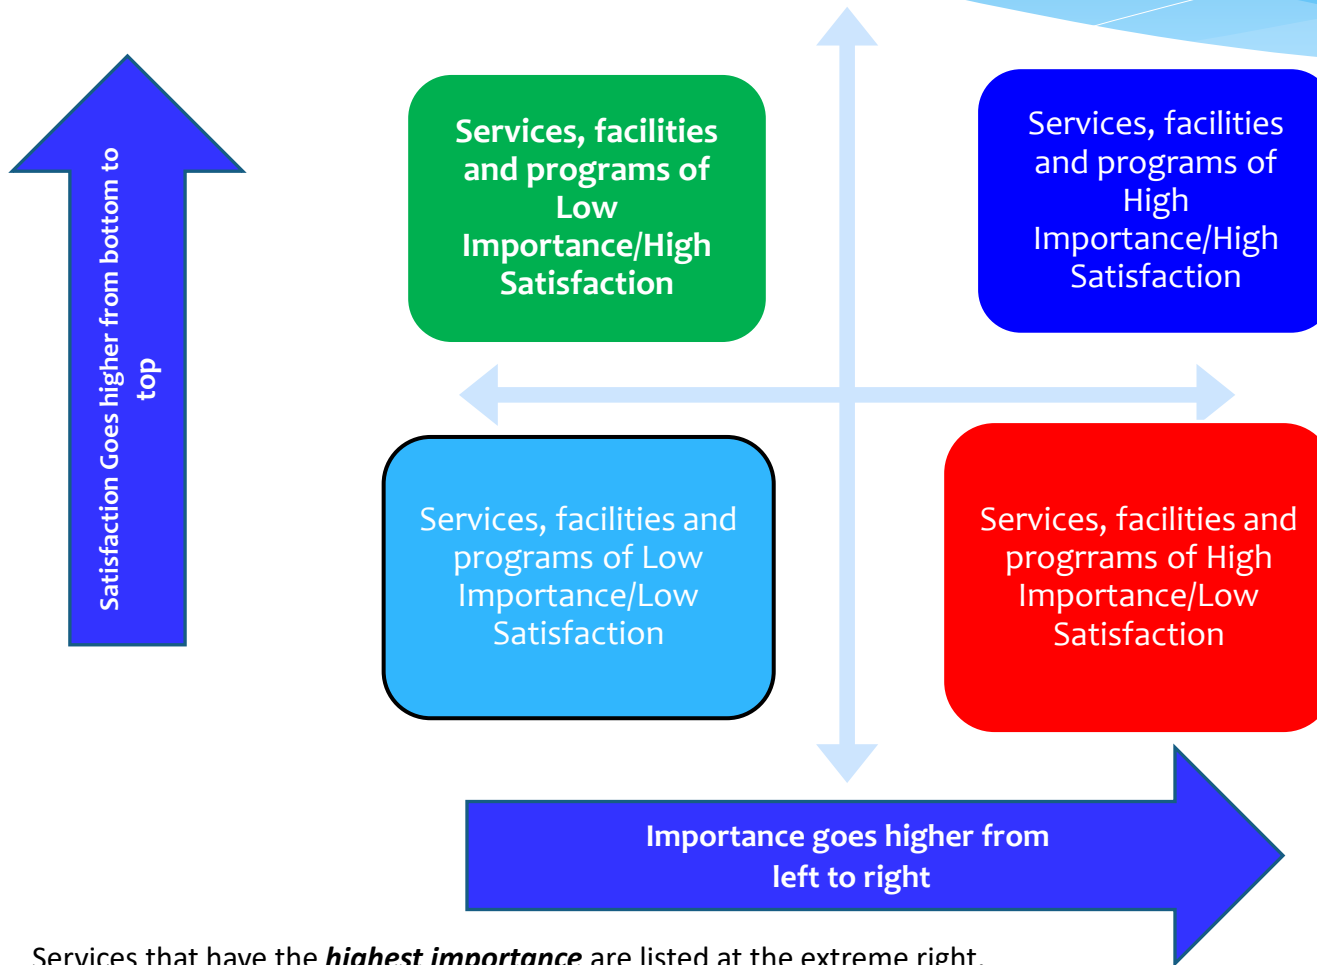 Satisfaction Goes higher from bottom to
top
Services, facilities
and programs of
Low
Importance/High
Satisfaction
Services, facilities
and programs of
High
Importance/High
Satisfaction
Services, facilities and
programs of Low
Importance/Low
Satisfaction
Services, facilities and
progrrams of High
Importance/Low
Satisfaction
Importance goes higher from
left to right
Services that have the highest importance are listed at the extreme right.